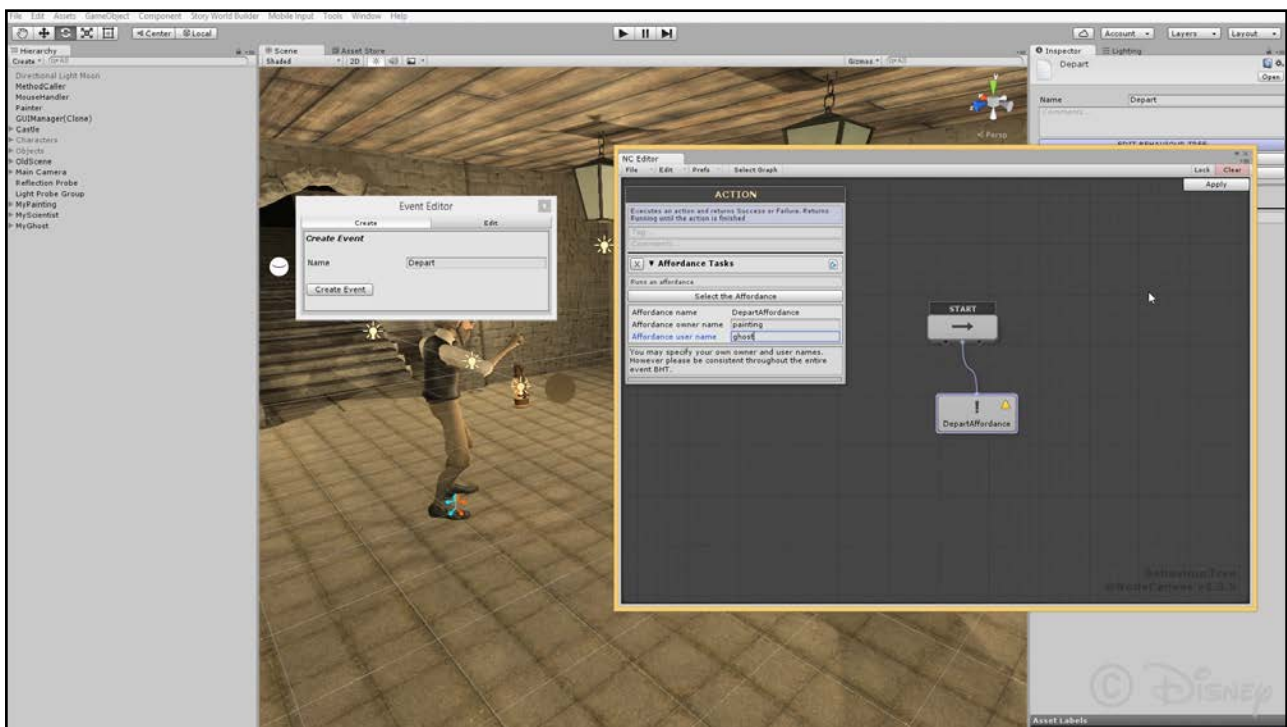 File Edit Assets GameObject Component Story World Builder Mobile Input Tools Window Help
Center Local
Account Layers Layout
Hierarchy
Create
Directional Light Moon
MethodCaller
MouseHandler
Painter
GUIManager(Clone)
Castle
Characters
Objects
OldScene
Main Camera
Reflection Probe
Light Probe Group
MyPainting
MyScientist
MyGhost
Scene Asset Store
Shaded 2D Gizmos
Persp
Event Editor
Create Edit
Create Event
Name Depart
Create Event
NC Editor
File Edit Prefs Select Graph Lock Clear
Apply
ACTION
Executes an action and returns Success or Failure. Returns
Running until the action is finished
Tag...
Comments...
X ▼ Affordance Tasks
Runs an affordance
Select the Affordance
Affordance name DepartAffordance
Affordance owner name painting
Affordance user name ghost
You may specify your own owner and user names.
However please be consistent throughout the entire
event BHT.
START
DepartAffordance
Inspector Lighting
Depart
Open
Name Depart
Comments...
EDIT BEHAVIOUR TREE
© DISNEY
Asset Labels